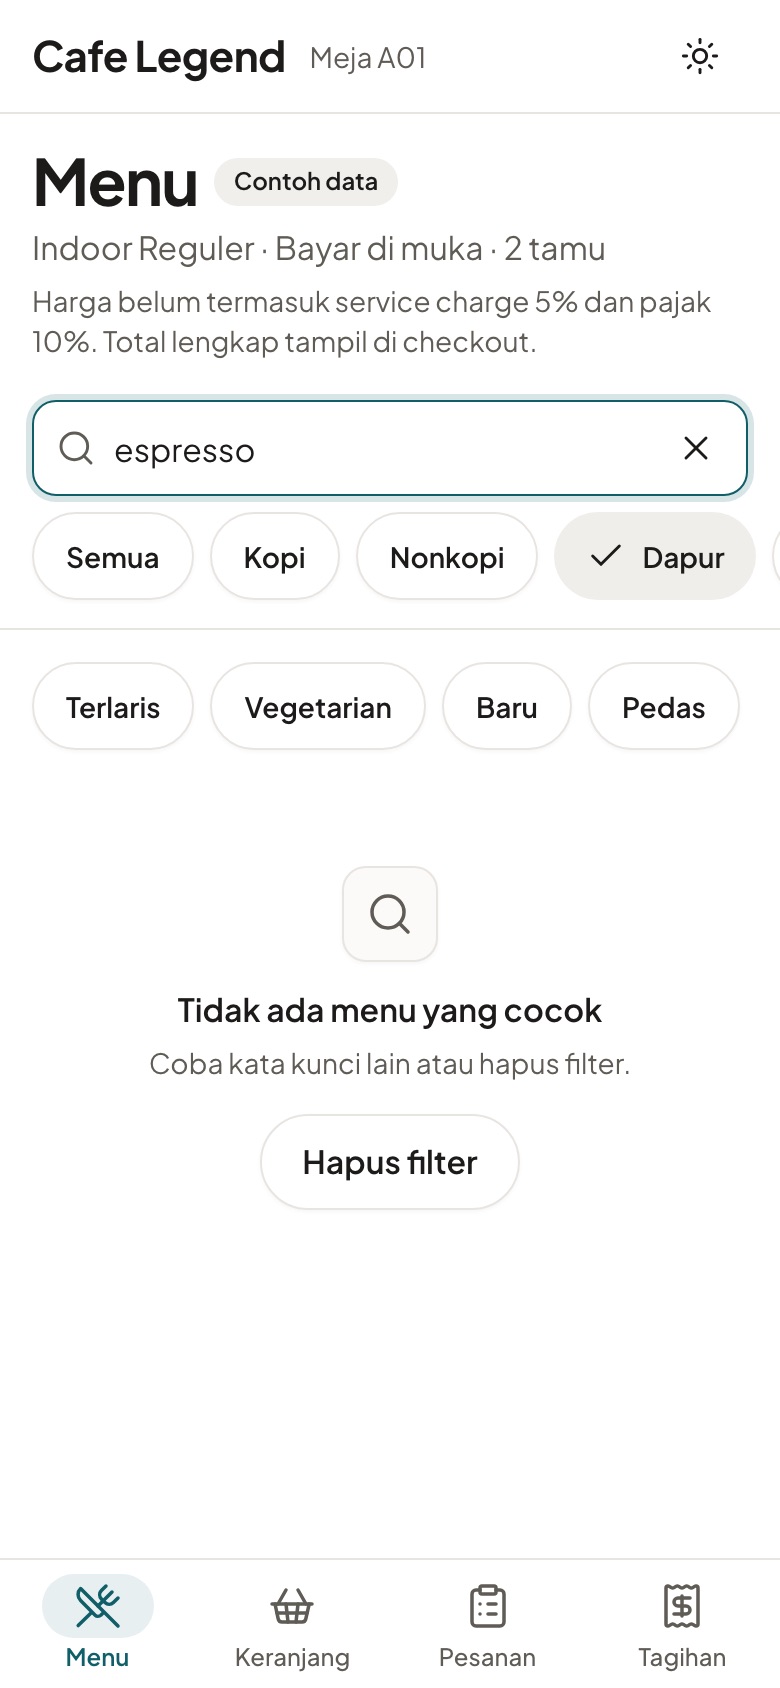 Cafe Legend Meja A01
Menu Contoh data
Indoor Reguler · Bayar di muka · 2 tamu
Harga belum termasuk service charge 5% dan pajak
10%. Total lengkap tampil di checkout.
espresso
Semua Kopi Nonkopi Dapur
Terlaris Vegetarian Baru Pedas
Tidak ada menu yang cocok
Coba kata kunci lain atau hapus filter.
Hapus filter
Menu Keranjang Pesanan Tagihan